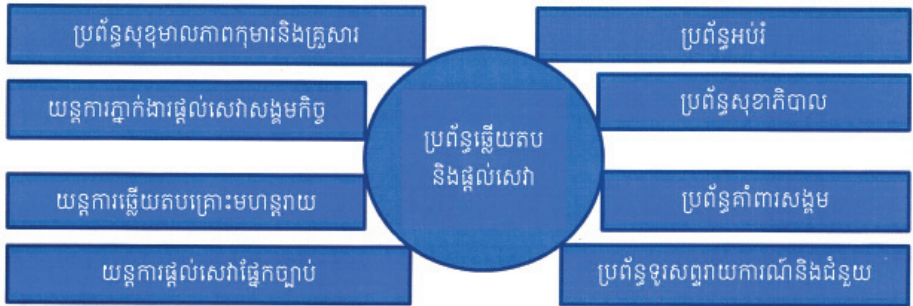 ប្រព័ន្ធសុខុមាលភាពកុមារនិងគ្រួសារ
យន្តការភ្នាក់ងារផ្តល់សេវាសង្គមកិច្ច
យន្តការឆ្លើយតបគ្រោះមហន្តរាយ
យន្តការផ្តល់សេវាផ្នែកច្បាប់
ប្រព័ន្ធឆ្លើយតប
និងផ្តល់សេវា
ប្រព័ន្ធអប់រំ
ប្រព័ន្ធសុខាភិបាល
ប្រព័ន្ធគាំពារសង្គម
ប្រព័ន្ធទូរសព្ទរាយការណ៍និងជំនួយ